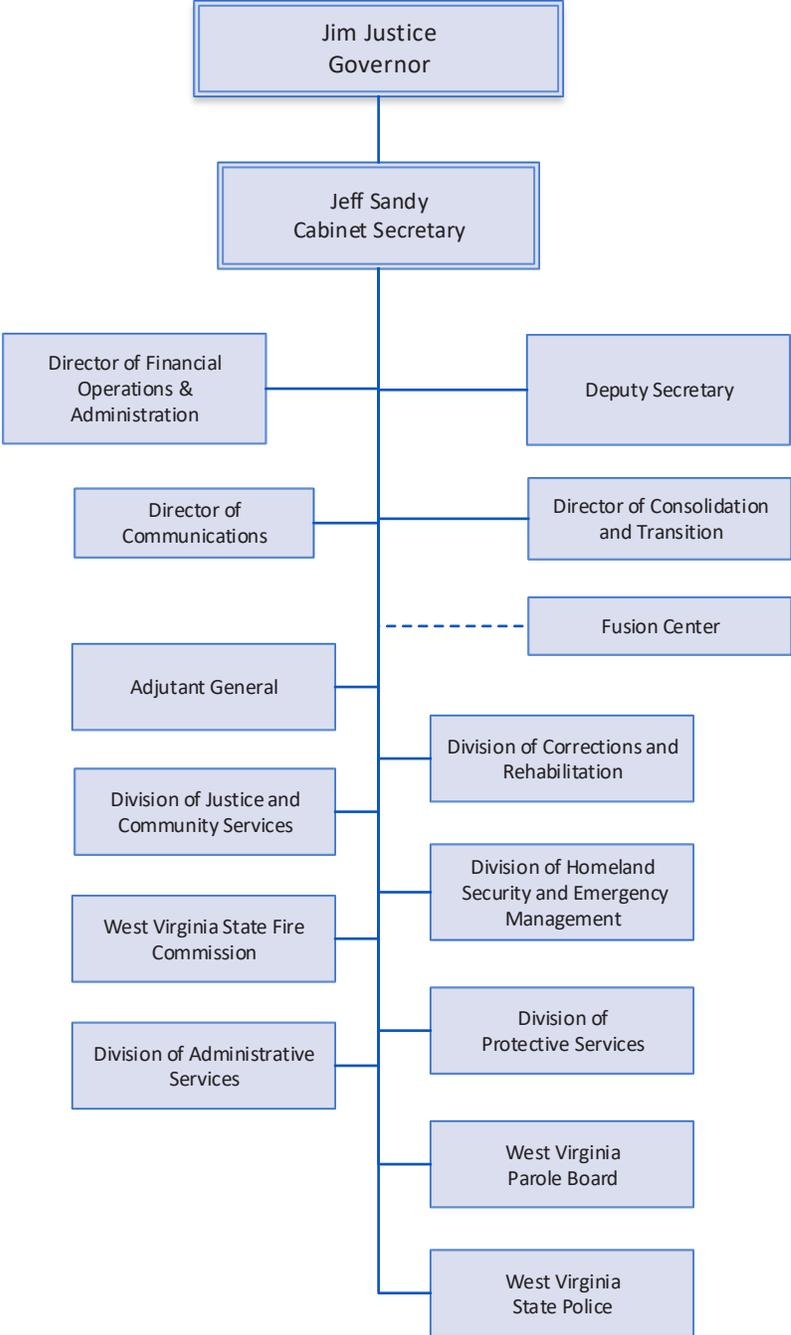 Jim Justice
Governor
Jeff Sandy
Cabinet Secretary
Director of Financial
Operations &
Administration
Deputy Secretary
Director of
Communications
Director of Consolidation
and Transition
Fusion Center
Adjutant General
Division of Corrections and
Rehabilitation
Division of Justice and
Community Services
Division of Homeland
Security and Emergency
Management
West Virginia State Fire
Commission
Division of
Protective Services
Division of Administrative
Services
West Virginia
Parole Board
West Virginia
State Police